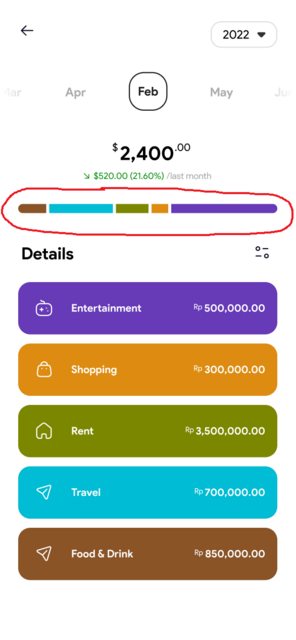 2022
Mar Apr Feb May Jun
$2,400.00
$520.00 (21.60%) /last month
Details
Entertainment Rp 500,000.00
Shopping Rp 300,000.00
Rent Rp 3,500,000.00
Travel Rp 700,000.00
Food & Drink Rp 850,000.00